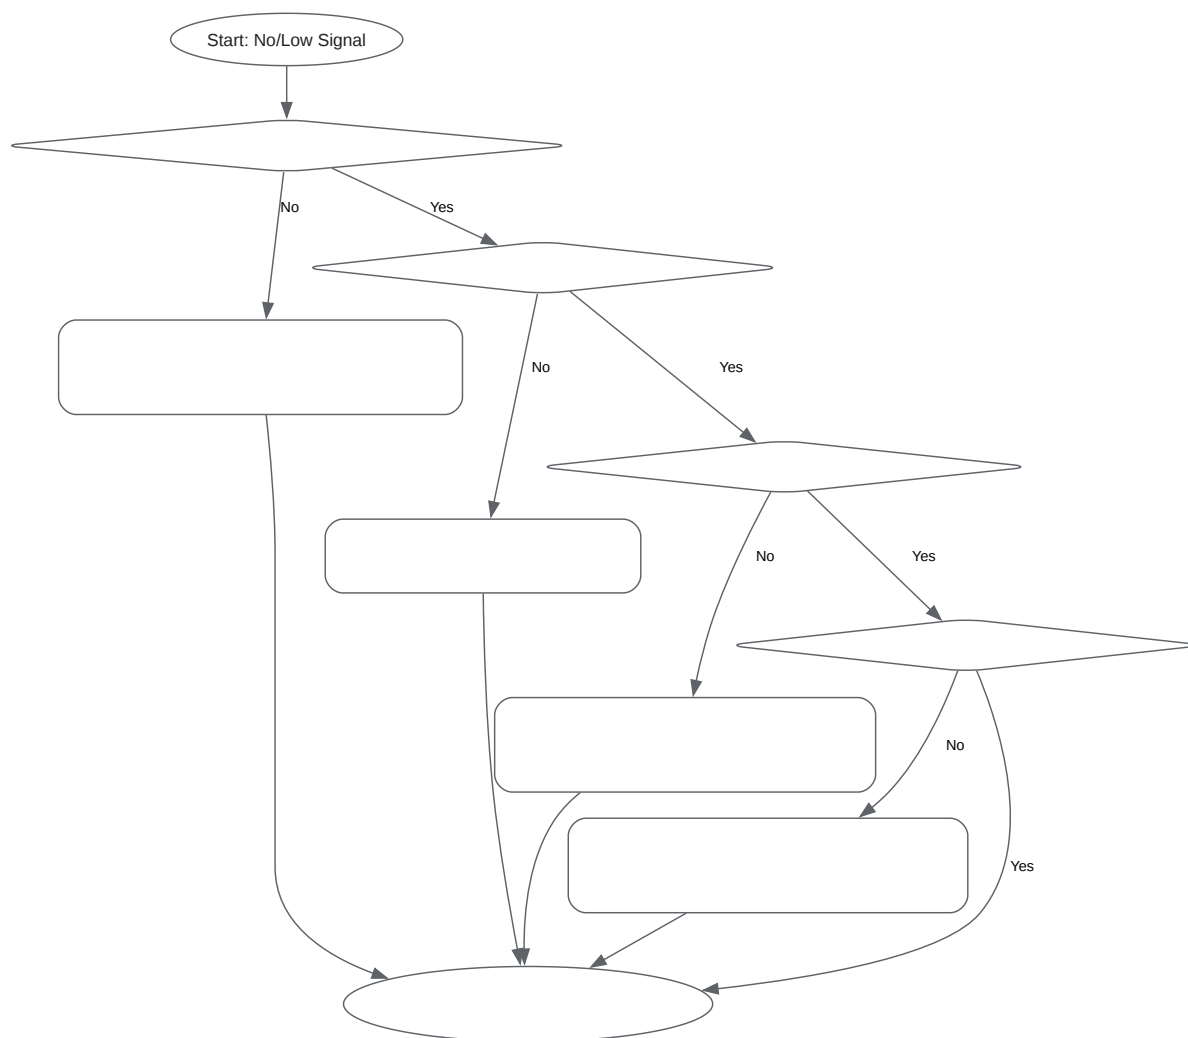 Start: No/Low Signal
No
Yes
No
Yes
No
Yes
No
Yes